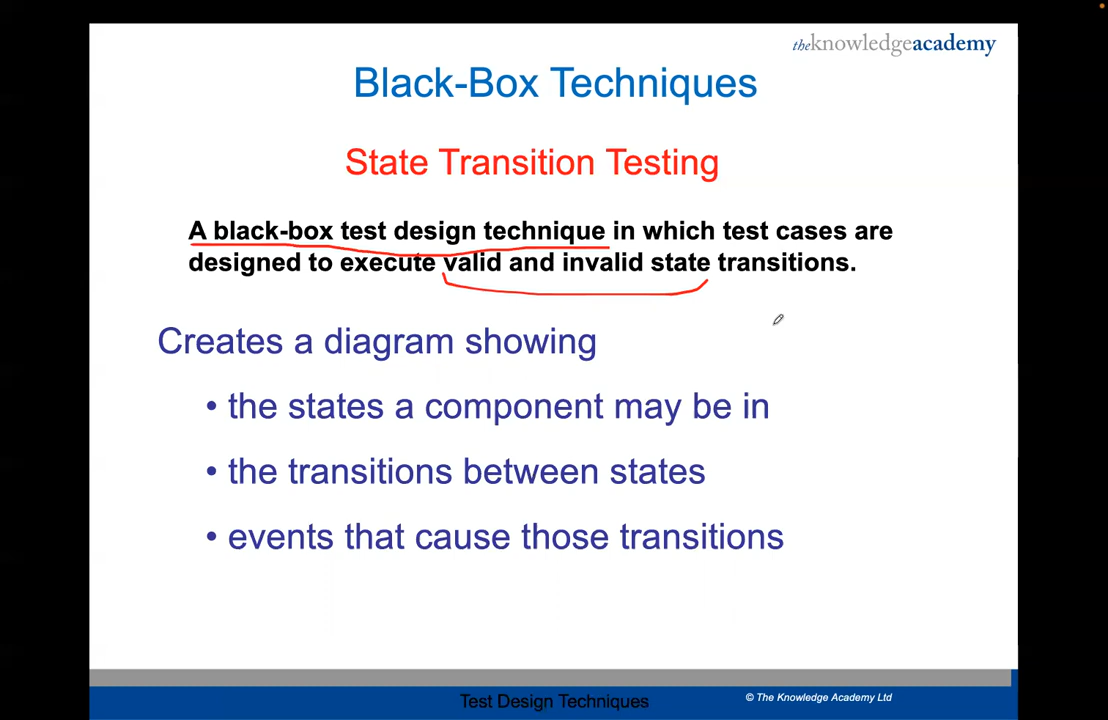 theknowledgeacademy
Black-Box Techniques
State Transition Testing
A black-box test design technique in which test cases are
designed to execute valid and invalid state transitions.
Creates a diagram showing
• the states a component may be in
• the transitions between states
• events that cause those transitions
Test Design Techniques
© The Knowledge Academy Ltd